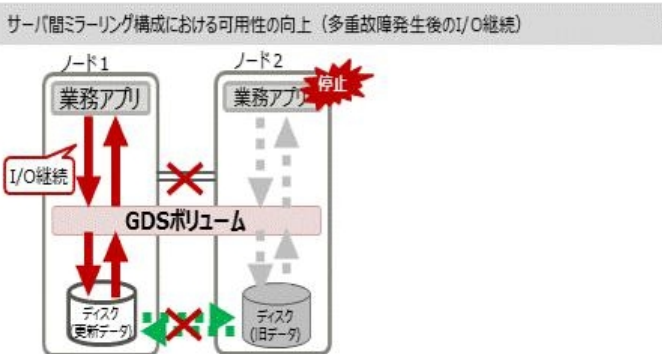 サーバ間ミラーリング構成における可用性の向上（多重故障発生後のI/O継続）
ノード1
ノード2
業務アプリ
業務アプリ
停止
I/O継続
GDSボリューム
ディスク
(更新データ)
ディスク
(旧データ)